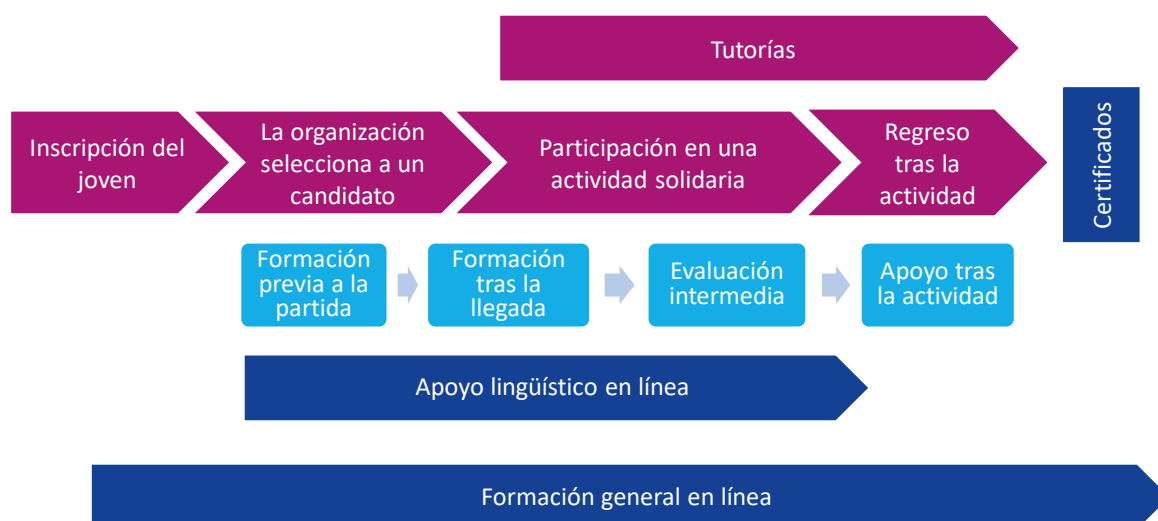 Tutorías
Inscripción del
joven
La organización
selecciona a un
candidato
Participación en una
actividad solidaria
Regreso
tras la
actividad
Certificados
Formación
previa a la
partida
Formación
tras la
llegada
Evaluación
intermedia
Apoyo tras
la actividad
Apoyo lingüístico en línea
Formación general en línea